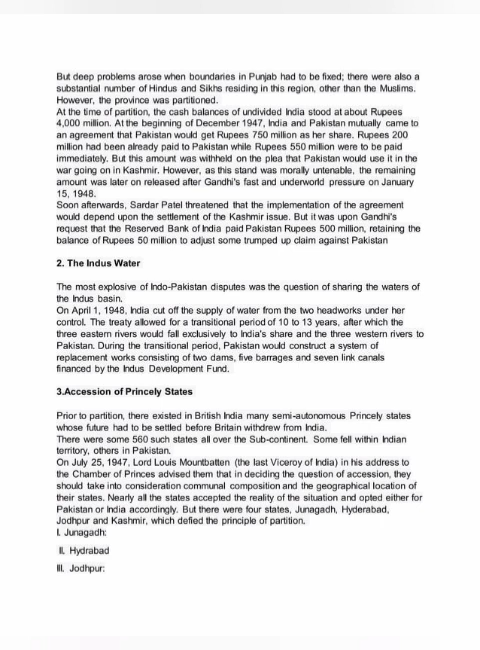 But deep problems arose when boundaries in Punjab had to be fixed; there were also a
substantial number of Hindus and Sikhs residing in this region, other than the Muslims.
However, the province was partitioned.
At the time of partition, the cash balances of undivided India stood at about Rupees
4,000 million. At the beginning of December 1947, India and Pakistan mutually came to
an agreement that Pakistan would get Rupees 750 million as her share. Rupees 200
million had been already paid to Pakistan while Rupees 550 million were to be paid
immediately. But this amount was withheld on the plea that Pakistan would use it in the
war going on in Kashmir. However, as this stand was morally untenable, the remaining
amount was later on released after Gandhi's fast and underworld pressure on January
15, 1948.
Soon afterwards, Sardar Patel threatened that the implementation of the agreement
would depend upon the settlement of the Kashmir issue. But it was upon Gandhi's
request that the Reserved Bank of India paid Pakistan Rupees 500 million, retaining the
balance of Rupees 50 million to adjust some trumped up claim against Pakistan
2. The Indus Water
The most explosive of Indo-Pakistan disputes was the question of sharing the waters of
the Indus basin.
On April 1, 1948, India cut off the supply of water from the two headworks under her
control. The treaty allowed for a transitional period of 10 to 13 years, after which the
three eastern rivers would fall exclusively to India's share and the three western rivers to
Pakistan. During the transitional period, Pakistan would construct a system of
replacement works consisting of two dams, five barrages and seven link canals
financed by the Indus Development Fund.
3.Accession of Princely States
Prior to partition, there existed in British India many semi-autonomous Princely states
whose future had to be settled before Britain withdrew from India.
There were some 560 such states all over the Sub-continent. Some fell within Indian
territory, others in Pakistan.
On July 25, 1947, Lord Louis Mountbatten (the last Viceroy of India) in his address to
the Chamber of Princes advised them that in deciding the question of accession, they
should take into consideration communal composition and the geographical location of
their states. Nearly all the states accepted the reality of the situation and opted either for
Pakistan or India accordingly. But there were four states, Junagadh, Hyderabad,
Jodhpur and Kashmir, which defied the principle of partition.
I. Junagadh:
II. Hydrabad
III. Jodhpur: